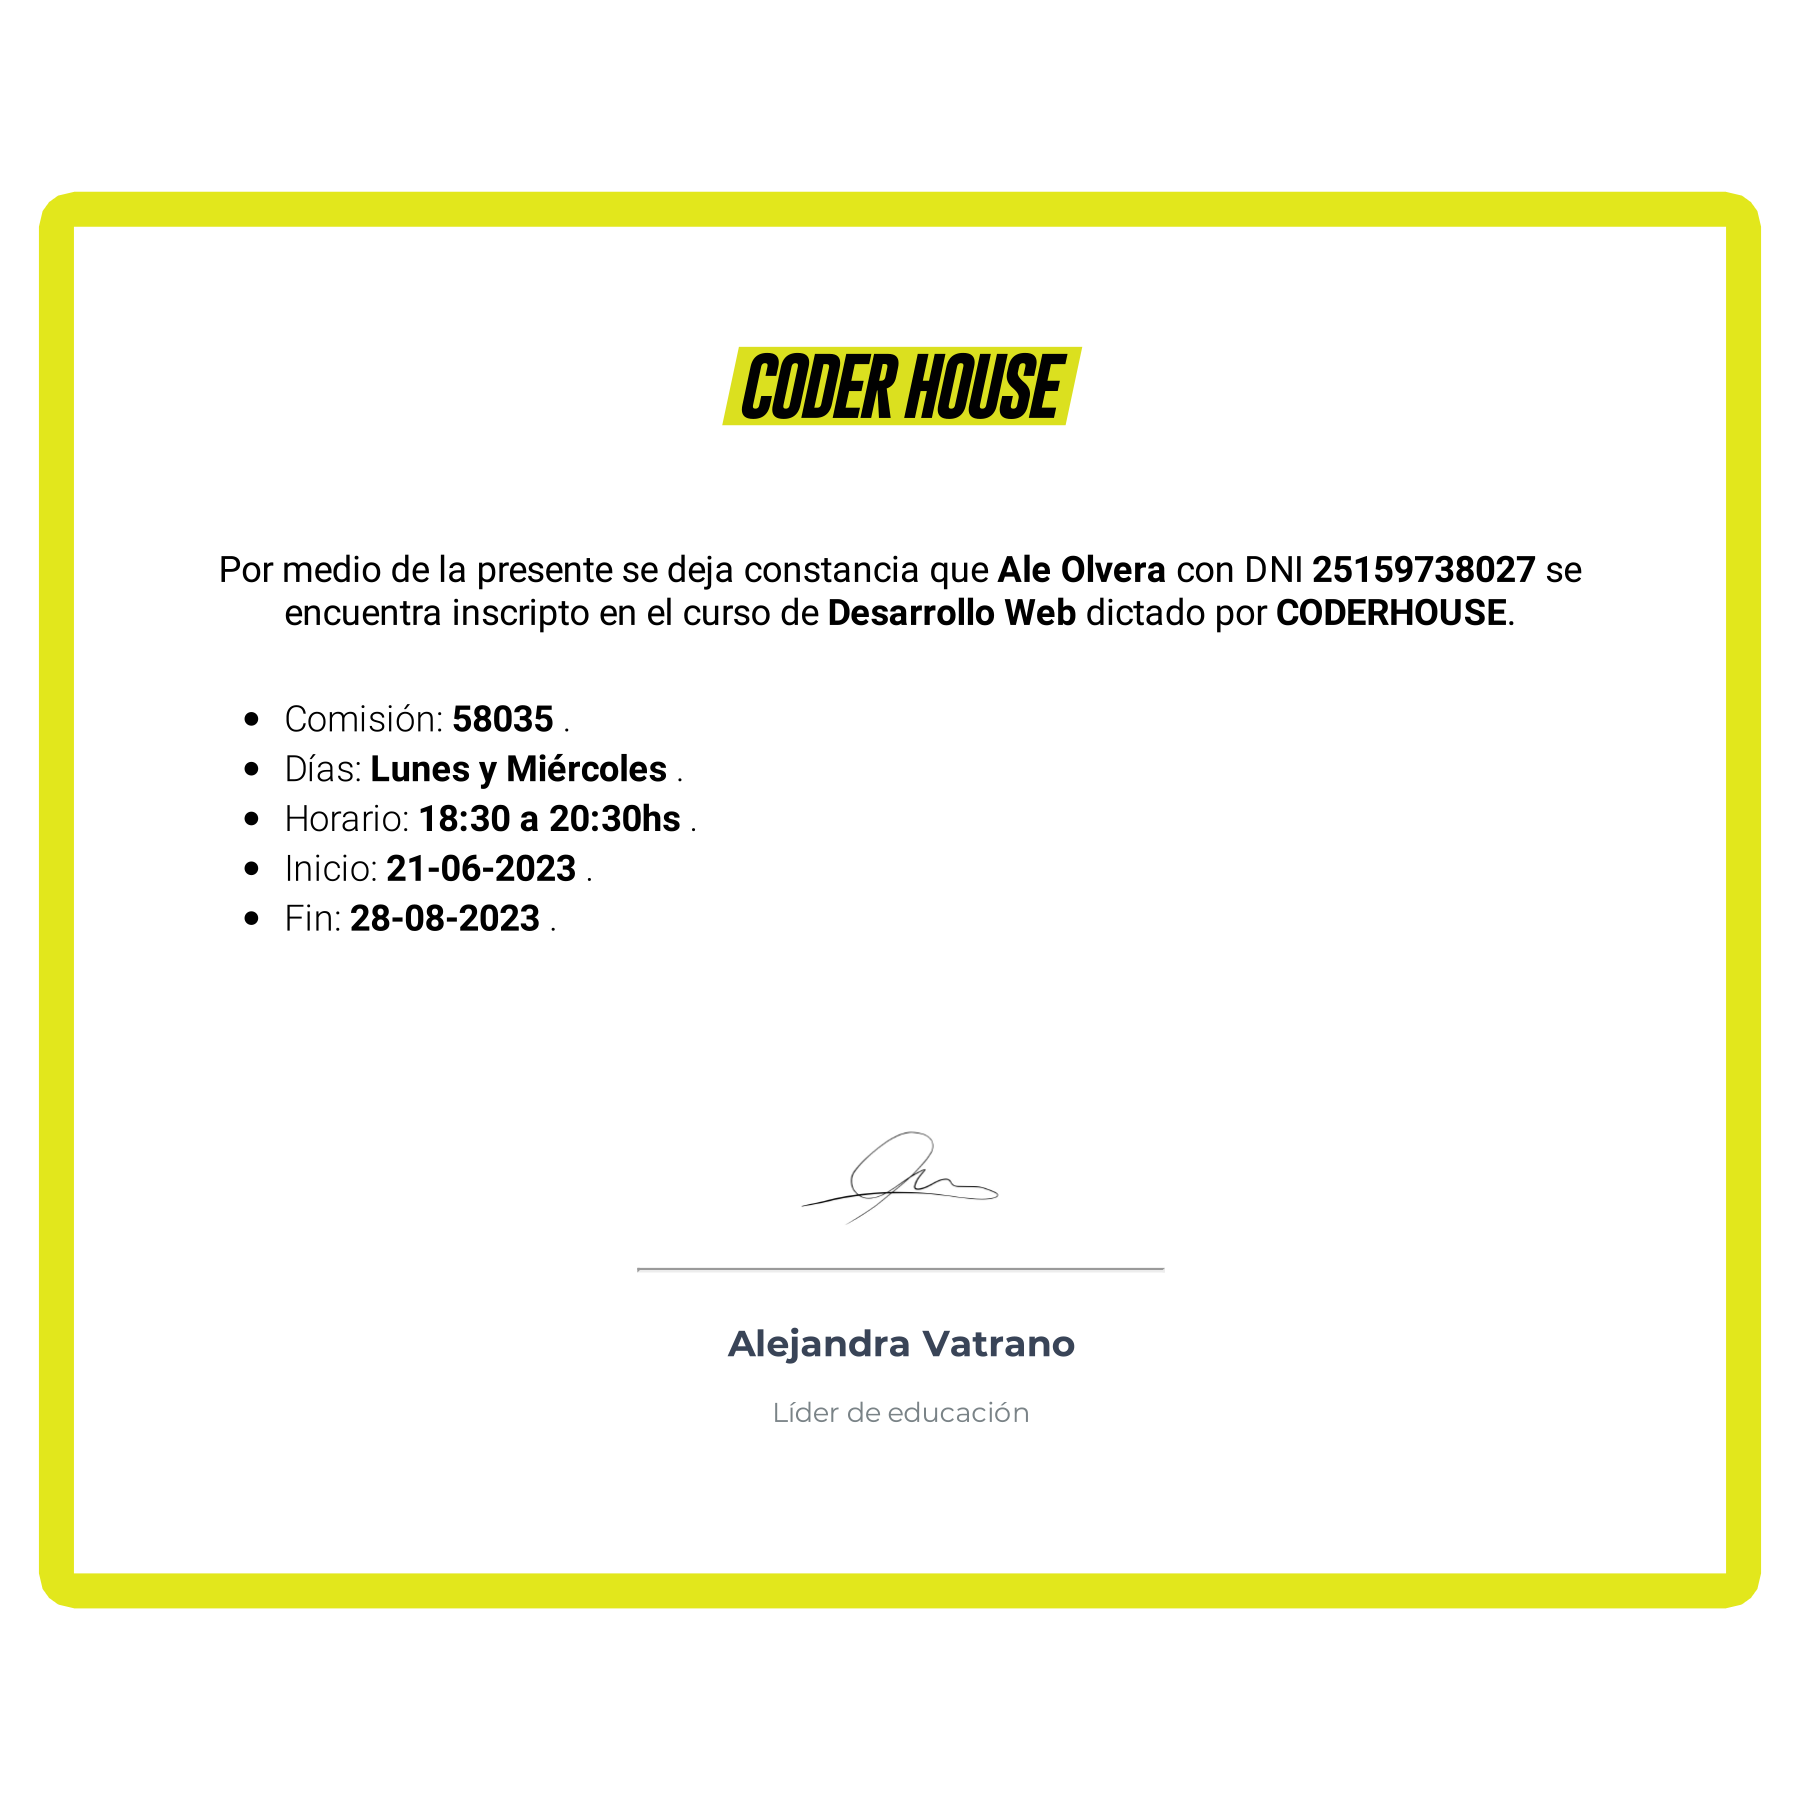 CODER HOUSE
Por medio de la presente se deja constancia que Ale Olvera con DNI 25159738027 se
encuentra inscripto en el curso de Desarrollo Web dictado por CODERHOUSE.
• Comisión: 58035 .
• Días: Lunes y Miércoles .
• Horario: 18:30 a 20:30hs .
• Inicio: 21-06-2023 .
• Fin: 28-08-2023 .
Alejandra Vatrano
Líder de educación